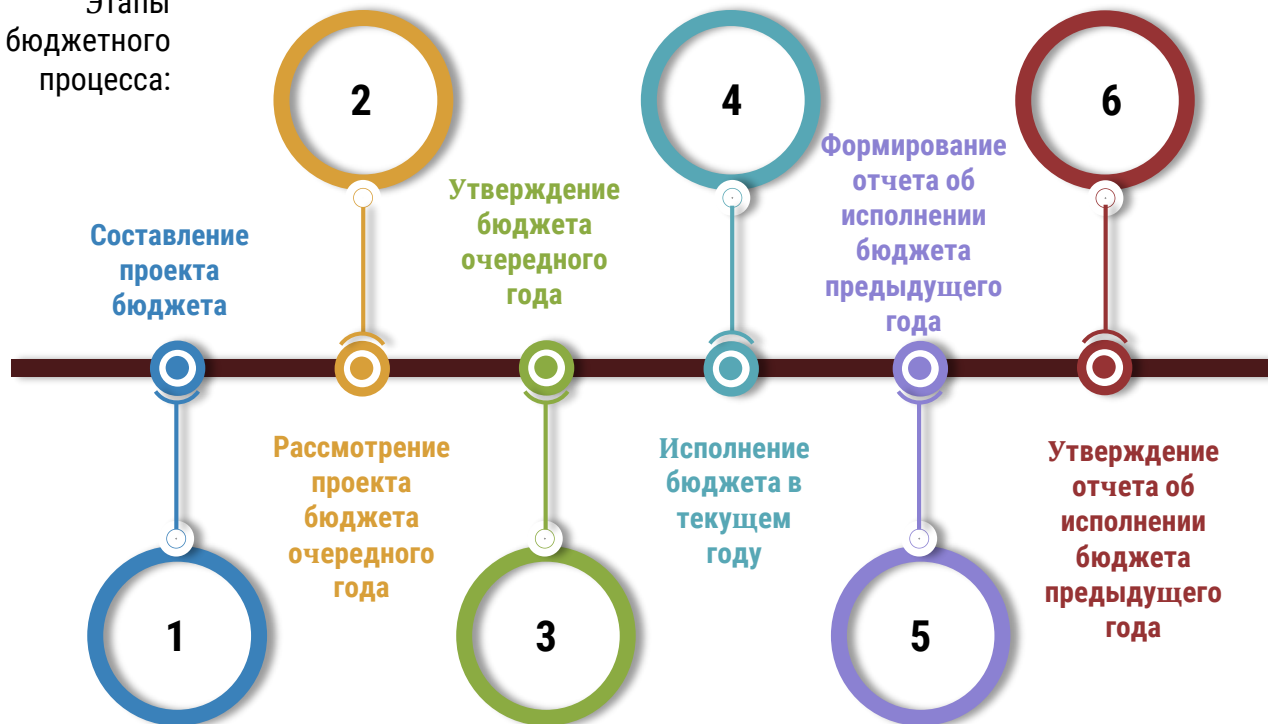 Этапы
бюджетного
процесса:
1
Составление
проекта
бюджета
2
Рассмотрение
проекта
бюджета
очередного
года
3
Утверждение
бюджета
очередного
года
4
Исполнение
бюджета в
текущем
году
5
Формирование
отчета об
исполнении
бюджета
предыдущего
года
6
Утверждение
отчета об
исполнении
бюджета
предыдущего
года